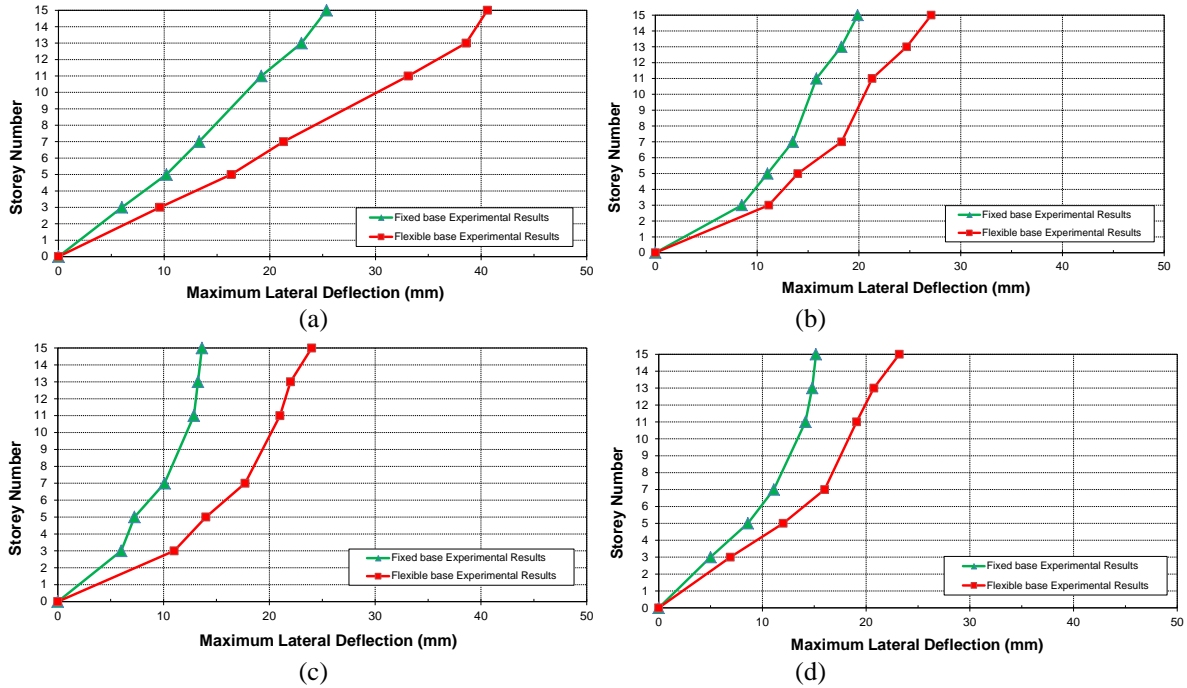 15
14
13
12
11
10
9
8
7
6
5
4
3
2
1
0
Storey Number
Fixed base Experimental Results
Flexible base Experimental Results
0 10 20 30 40 50
Maximum Lateral Deflection (mm)
(a)
15
14
13
12
11
10
9
8
7
6
5
4
3
2
1
0
Storey Number
Fixed base Experimental Results
Flexible base Experimental Results
0 10 20 30 40 50
Maximum Lateral Deflection (mm)
(b)
15
14
13
12
11
10
9
8
7
6
5
4
3
2
1
0
Storey Number
Fixed base Experimental Results
Flexible base Experimental Results
0 10 20 30 40 50
Maximum Lateral Deflection (mm)
(c)
15
14
13
12
11
10
9
8
7
6
5
4
3
2
1
0
Storey Number
Fixed base Experimental Results
Flexible base Experimental Results
0 10 20 30 40 50
Maximum Lateral Deflection (mm)
(d)